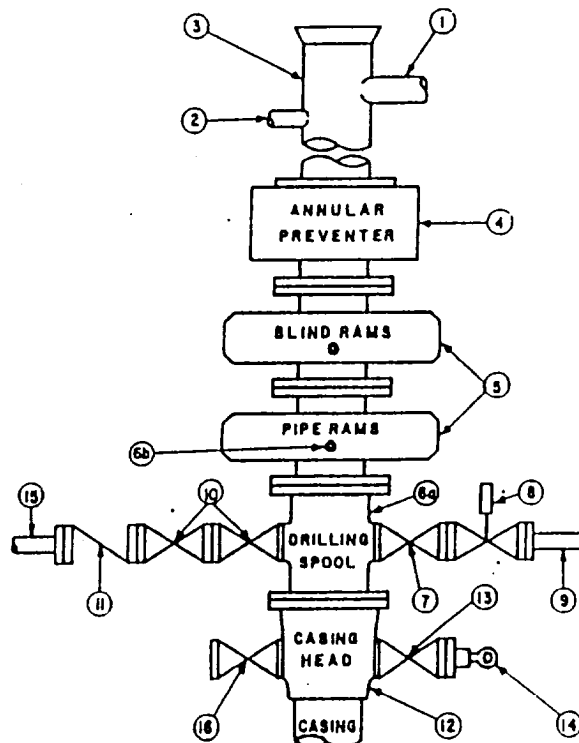 1
3
2
ANNULAR
PREVENTER
4
BLIND RAMS
5
PIPE RAMS
6b
6a
8
15
10
DRILLING
SPOOL
11
7
9
13
CASING
HEAD
16
12
14
CASING